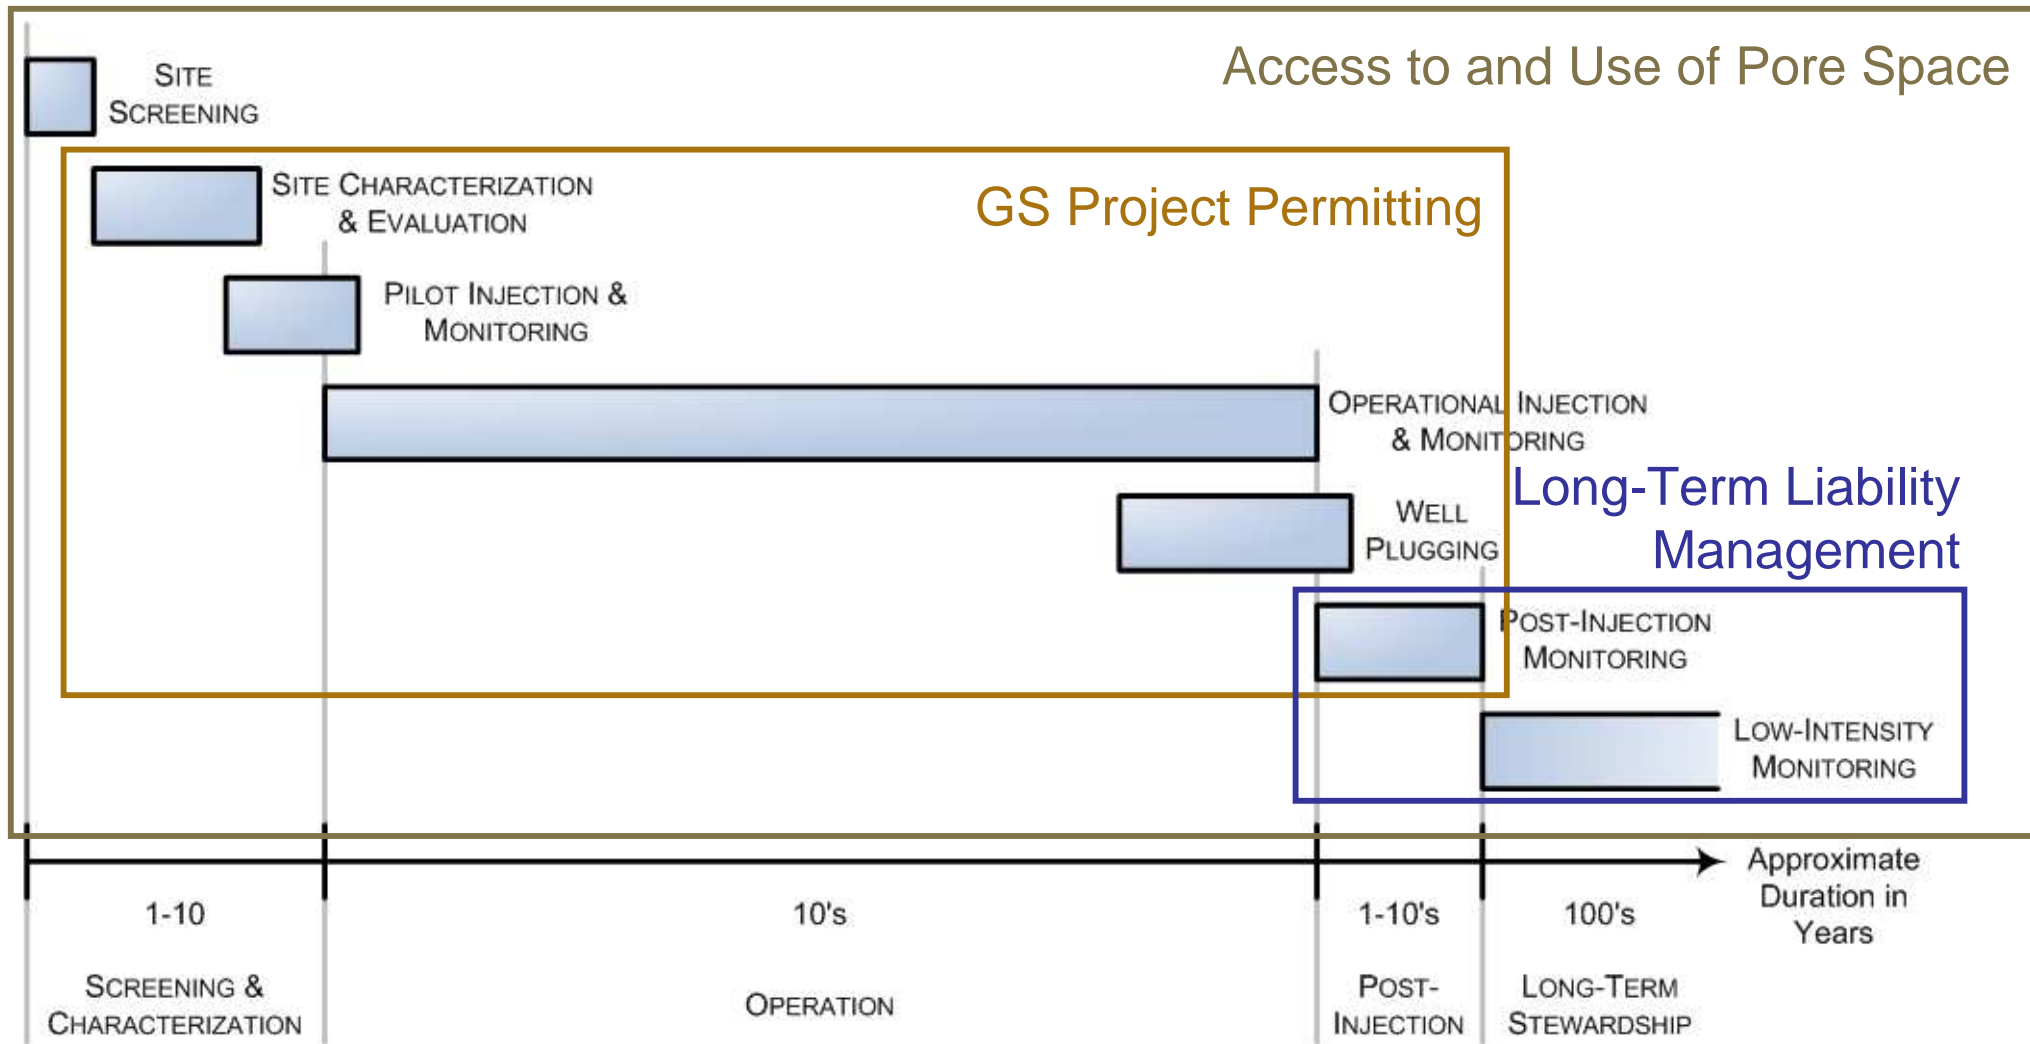 Access to and Use of Pore Space
SITE
SCREENING
GS Project Permitting
SITE CHARACTERIZATION
& EVALUATION
PILOT INJECTION &
MONITORING
OPERATIONAL INJECTION
& MONITORING
Long-Term Liability
Management
WELL
PLUGGING
POST-INJECTION
MONITORING
LOW-INTENSITY
MONITORING
Approximate
Duration in
Years
1-10
10's
1-10's
100's
SCREENING &
CHARACTERIZATION
OPERATION
POST-
INJECTION
LONG-TERM
STEWARDSHIP